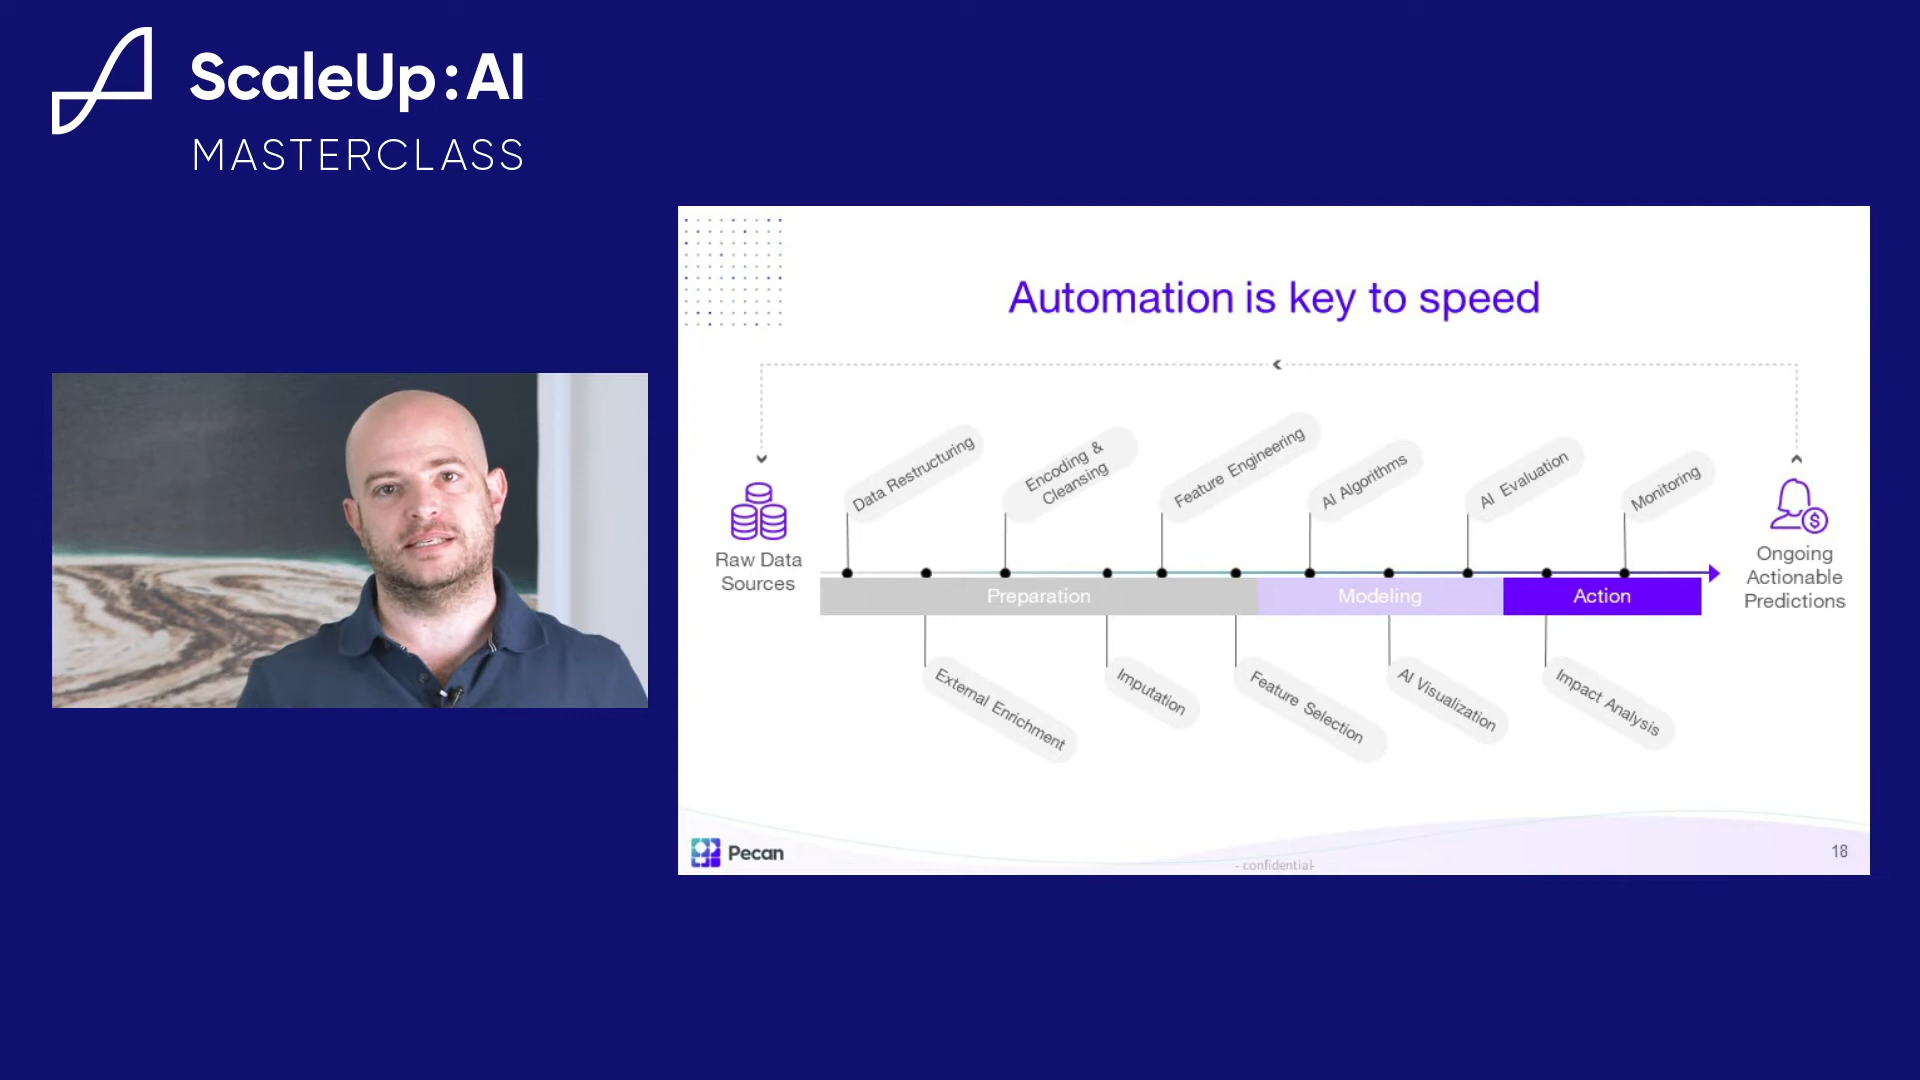 ScaleUp:AI
MASTERCLASS
Automation is key to speed
Data Restructuring
Encoding &
Cleansing
Feature Engineering
AI Algorithms
AI Evaluation
Monitoring
Raw Data
Sources
Ongoing
Actionable
Predictions
Preparation
Modeling
Action
External Enrichment
Imputation
Feature Selection
AI Visualization
Impact Analysis
Pecan
- confidential-
18